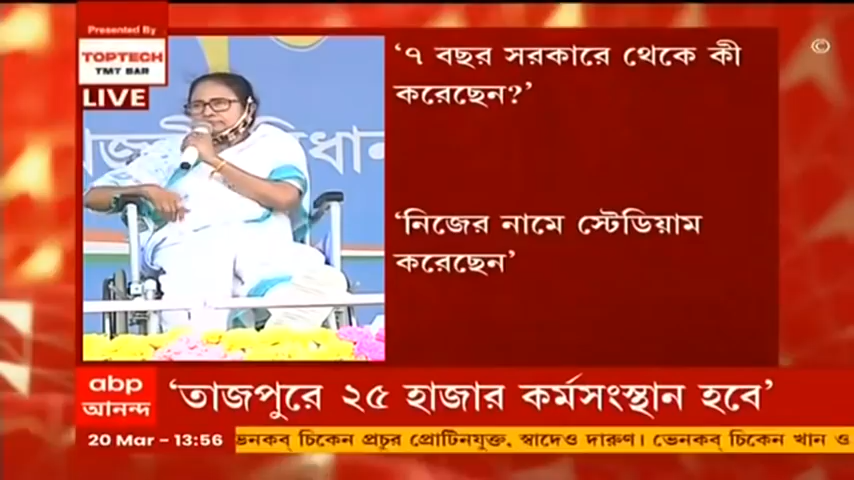 Presented By
TOPTECH
TMT BAR
LIVE
‘৭ বছর সরকারে থেকে কী
করেছেন?’
‘নিজের নামে স্টেডিয়াম
করেছেন’
abp
আনন্দ
‘তাজপুরে ২৫ হাজার কর্মসংস্থান হবে’
20 Mar - 13:56
ভেনকব্ চিকেন প্রচুর প্রোটিনযুক্ত, স্বাদেও দারুণ। ভেনকব্ চিকেন খান ও
©